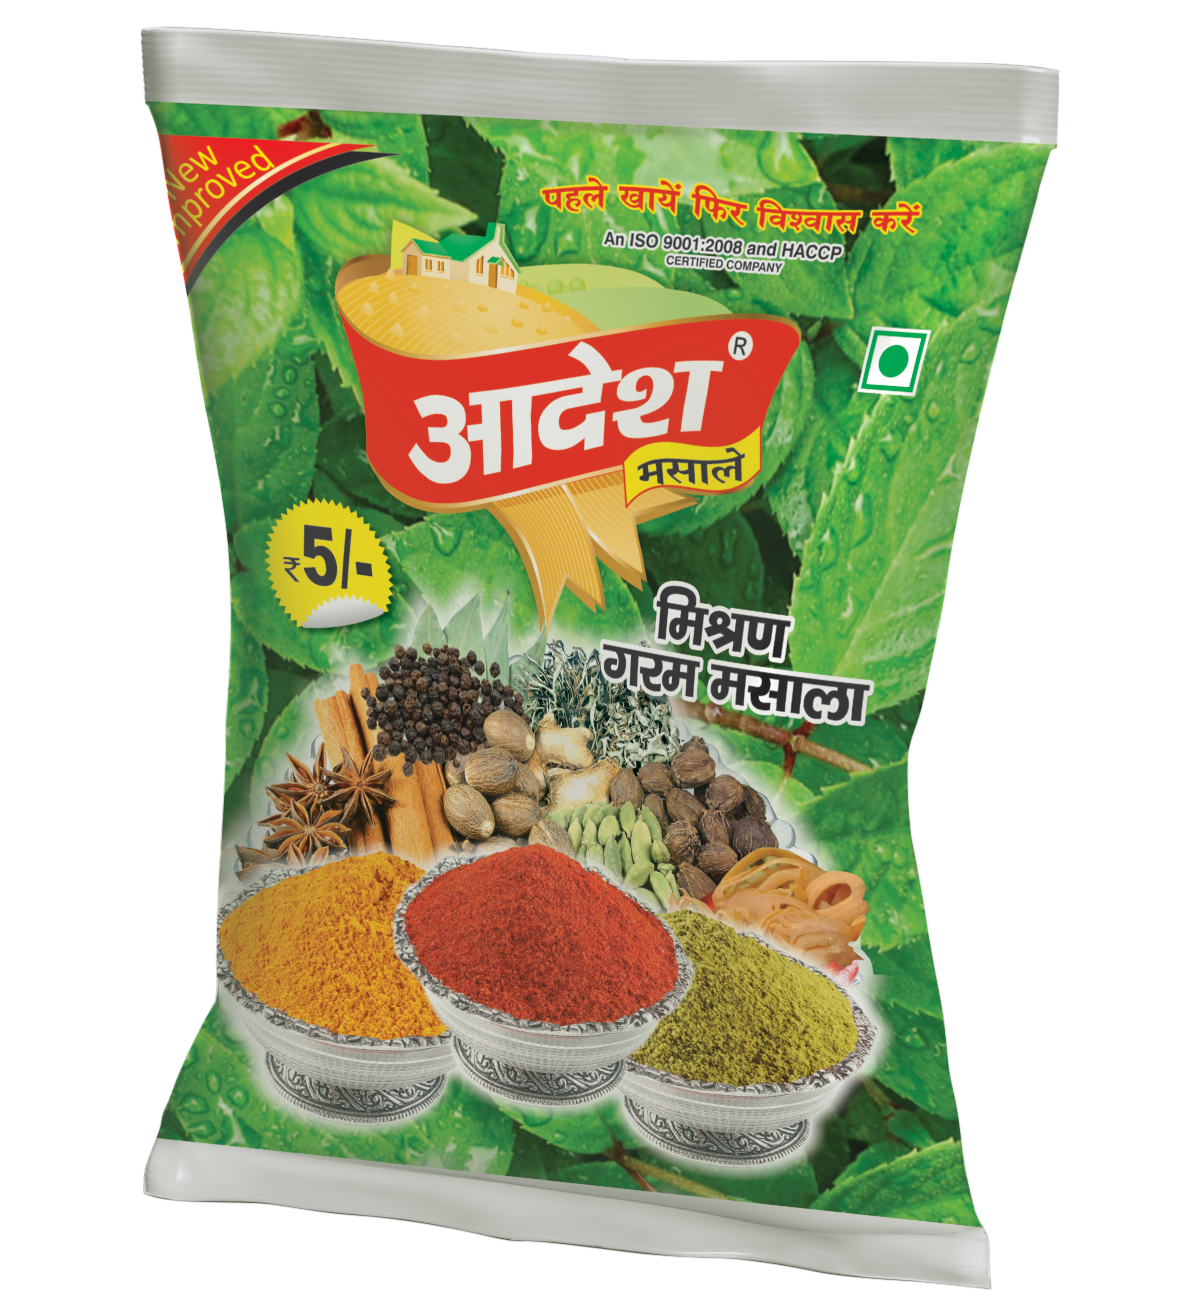 New
Improved
पहले खायें फिर विश्वास करें
An ISO 9001:2008 and HACCP
CERTIFIED COMPANY
R
आदेश
मसाले
₹5/-
मिश्रण
गरम मसाला